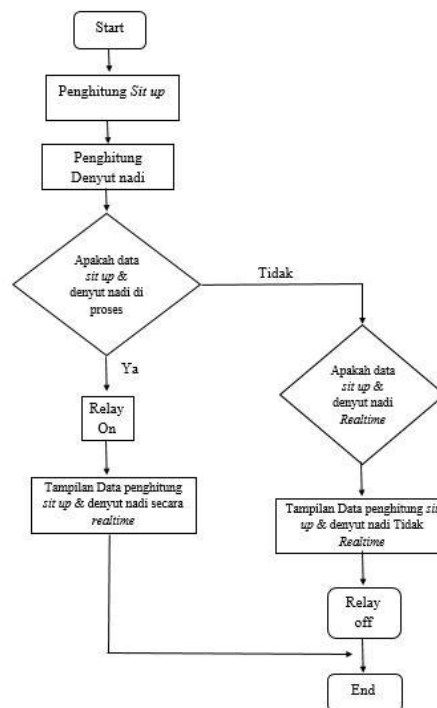 Start
Penghitung Sit up
Penghitung
Denyut nadi
Apakah data
sit up &
denyut nadi di
proses
Tidak
Ya
Apakah data
sit up &
denyut nadi
Realtime
Relay
On
Tampilan Data penghitung
sit up & denyut nadi secara
realtime
Tampilan Data penghitung sit
up & denyut nadi Tidak
Realtime
Relay
off
End